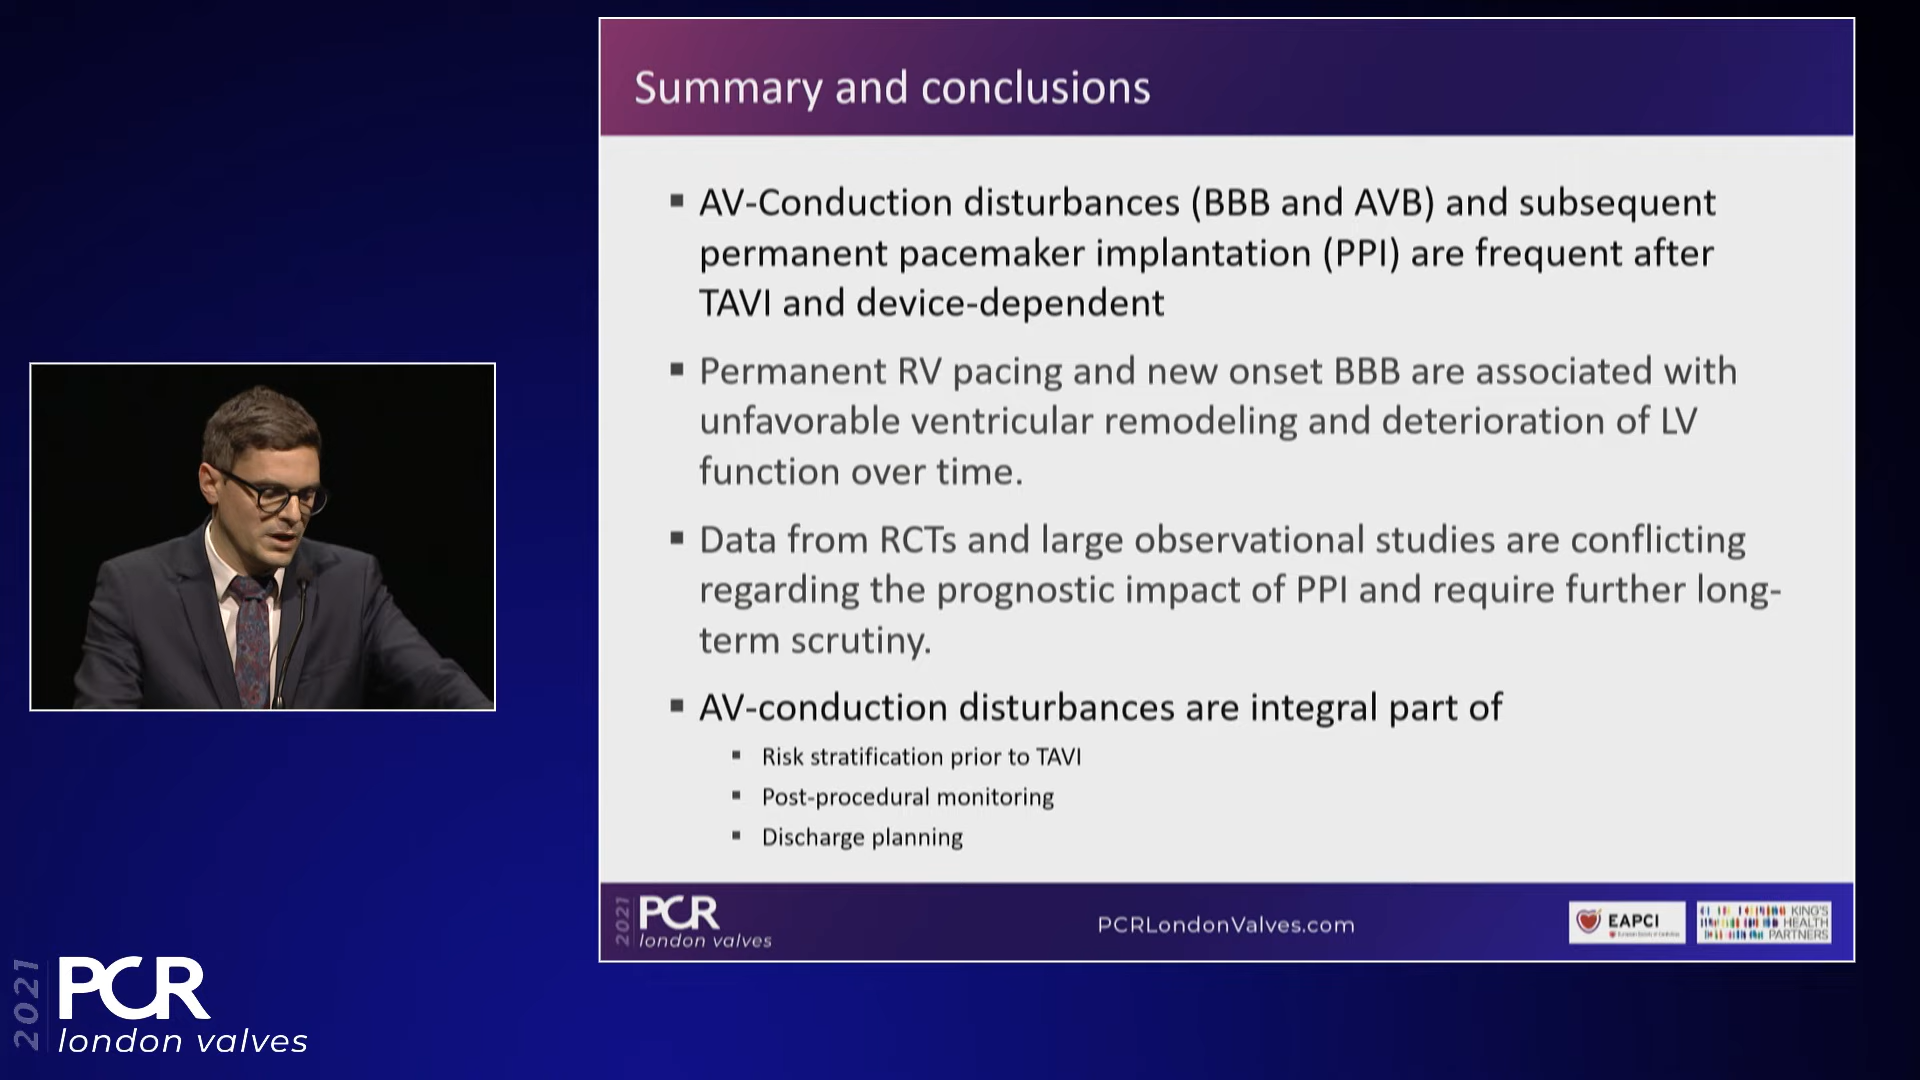 Summary and conclusions
▪ AV-Conduction disturbances (BBB and AVB) and subsequent
permanent pacemaker implantation (PPI) are frequent after
TAVI and device-dependent
▪ Permanent RV pacing and new onset BBB are associated with
unfavorable ventricular remodeling and deterioration of LV
function over time.
▪ Data from RCTs and large observational studies are conflicting
regarding the prognostic impact of PPI and require further long-
term scrutiny.
▪ AV-conduction disturbances are integral part of
▪ Risk stratification prior to TAVI
▪ Post-procedural monitoring
▪ Discharge planning
2021
PCR
london valves
PCRLondonValves.com
EAPCI
KING'S
HEALTH
PARTNERS
2021
PCR
london valves